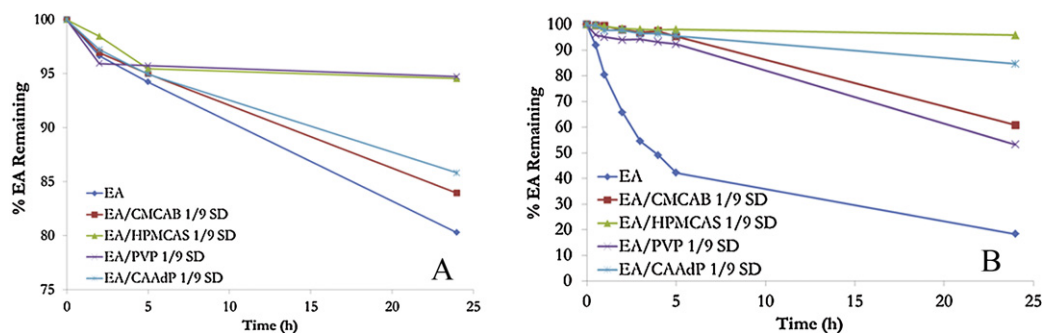 100
95
90
85
80
75
% EA Remaining
EA
EA/CMCAB 1/9 SD
EA/HPMCAS 1/9 SD
EA/PVP 1/9 SD
EA/CAAdP 1/9 SD
A
0 5 10 15 20 25
Time (h)
100
90
80
70
60
50
40
30
20
10
0
% EA Remaining
EA
EA/CMCAB 1/9 SD
EA/HPMCAS 1/9 SD
EA/PVP 1/9 SD
EA/CAAdP 1/9 SD
B
0 5 10 15 20 25
Time (h)